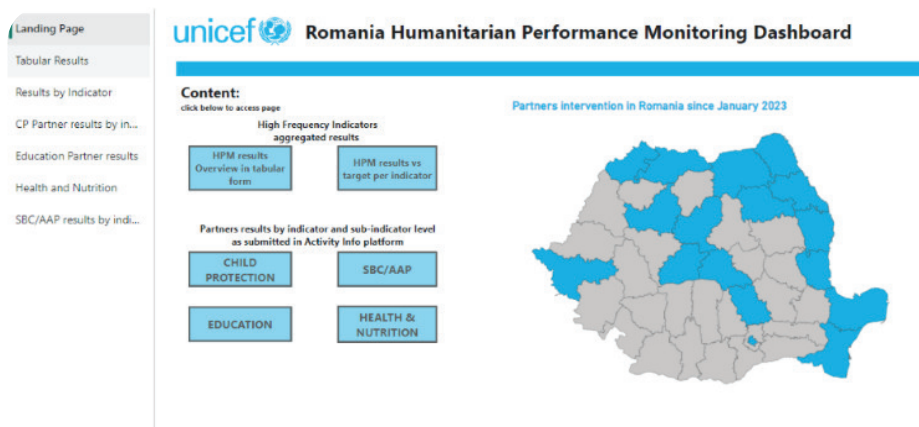 Landing Page
Tabular Results
Results by Indicator
CP Partner results by in...
Education Partner results
Health and Nutrition
SBC/AAP results by indi...
unicef Romania Humanitarian Performance Monitoring Dashboard
Content:
click below to access page
High Frequency Indicators
aggregated results
HPM results
Overview in tabular
form
HPM results vs
target per indicator
Partners results by indicator and sub-indicator level
as submitted in Activity Info platform
CHILD
PROTECTION
SBC/AAP
EDUCATION
HEALTH &
NUTRITION
Partners intervention in Romania since January 2023